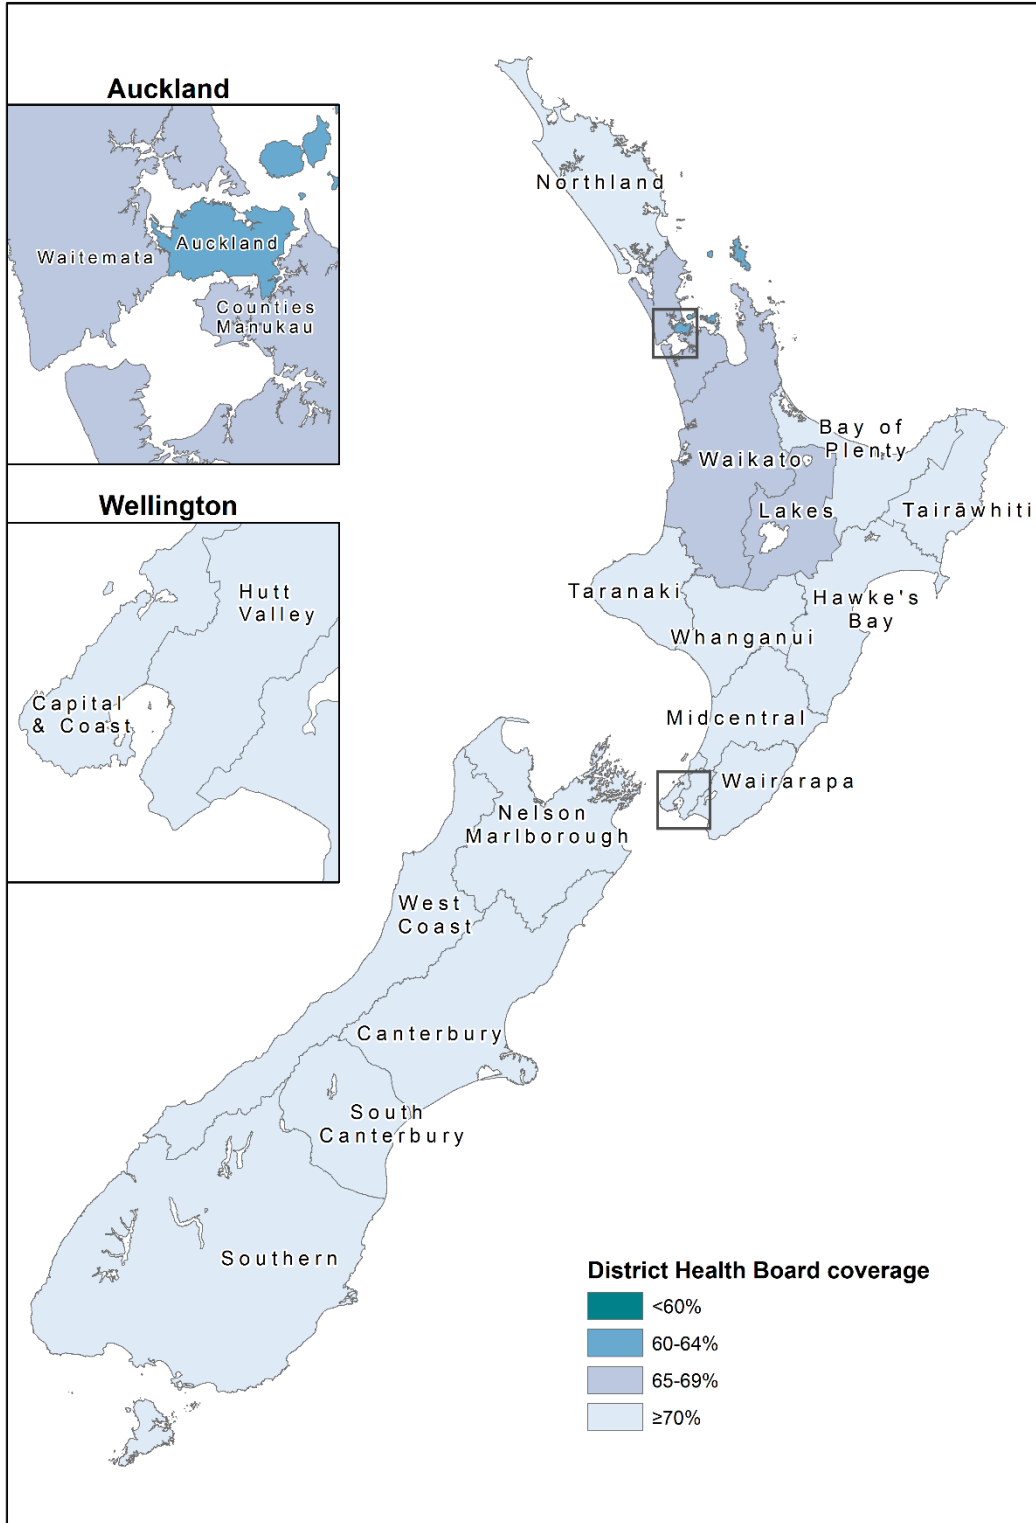 Auckland
Waitemata
Auckland
Counties
Manukau
Wellington
Hutt
Valley
Capital
& Coast
Northland
Bay of
Plenty
Waikato
Lakes
Tairāwhiti
Taranaki
Hawke's
Bay
Whanganui
Midcentral
Wairarapa
Nelson
Marlborough
West
Coast
Canterbury
South
Canterbury
Southern
District Health Board coverage
<60%
60-64%
65-69%
≥70%